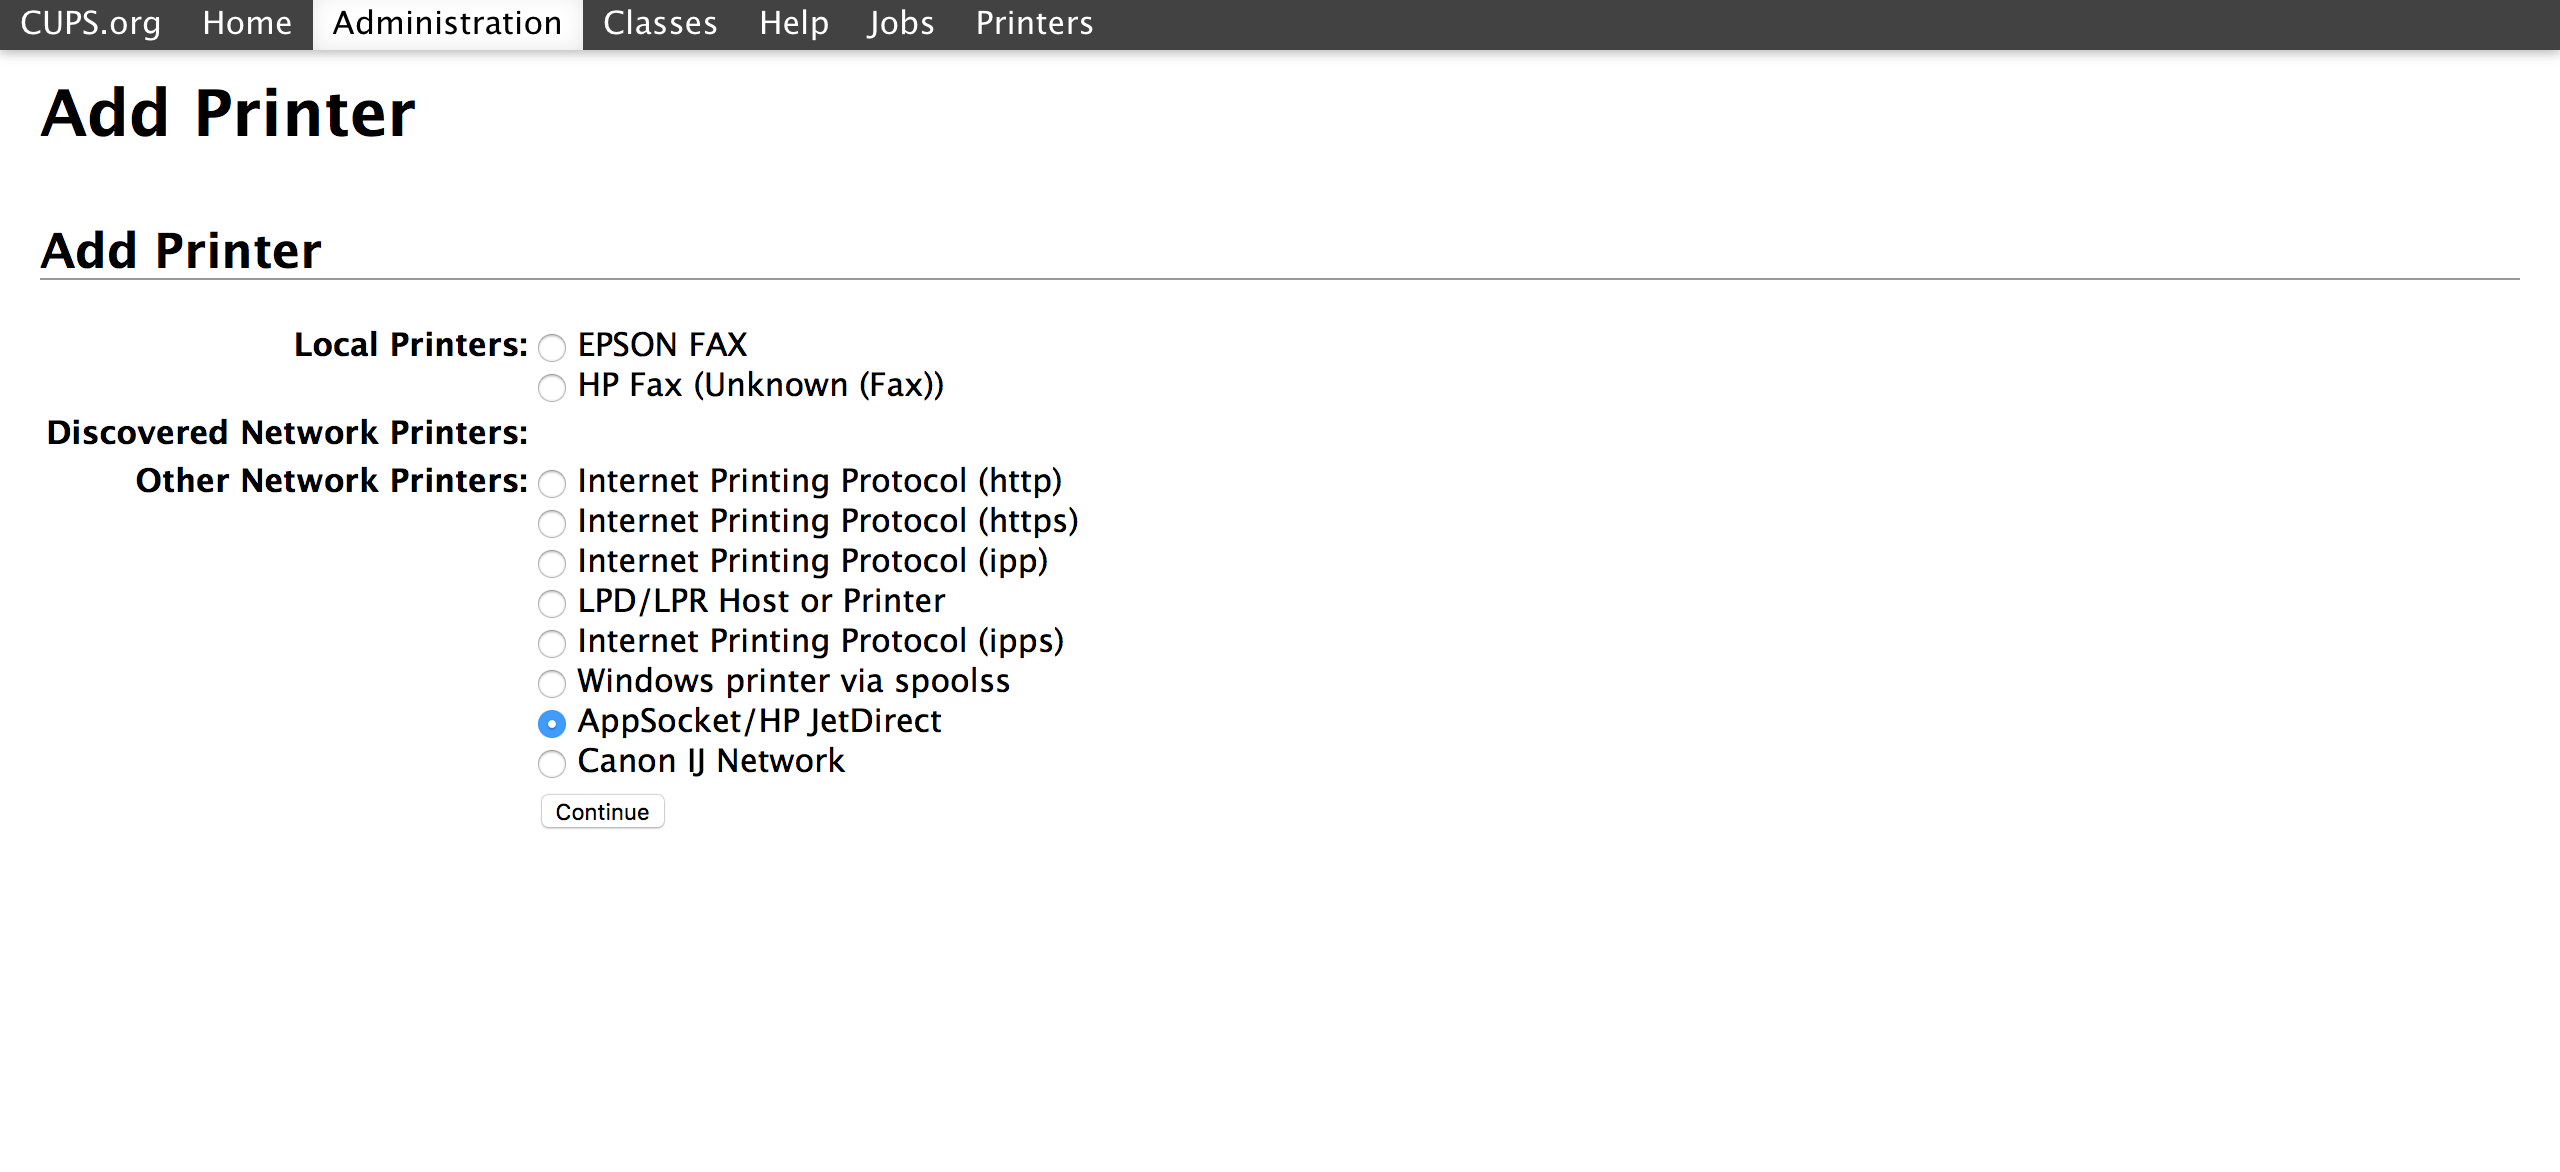 CUPS.org Home Administration Classes Help Jobs Printers
Add Printer
Add Printer
Local Printers: EPSON FAX
HP Fax (Unknown (Fax))
Discovered Network Printers:
Other Network Printers: Internet Printing Protocol (http)
Internet Printing Protocol (https)
Internet Printing Protocol (ipp)
LPD/LPR Host or Printer
Internet Printing Protocol (ipps)
Windows printer via spoolss
AppSocket/HP JetDirect
Canon IJ Network
Continue